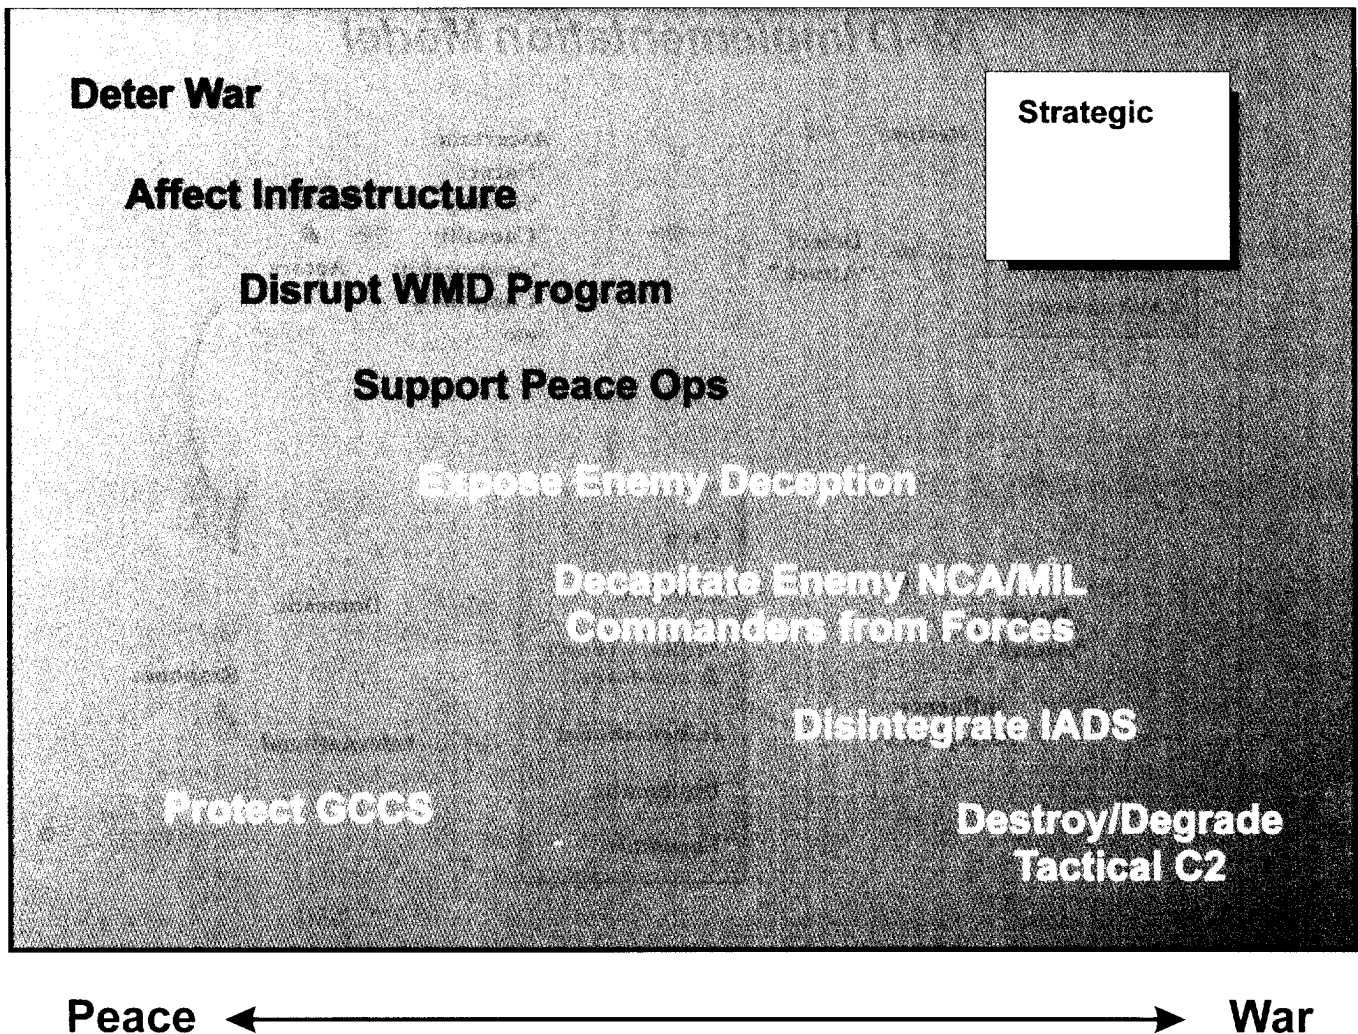 Deter War
Strategic
Affect Infrastructure
Disrupt WMD Program
Support Peace Ops
Expose Enemy Deception
Decapitate Enemy NCA/MIL
Commanders from Forces
Disintegrate IADS
Protect GCCS
Destroy/Degrade
Tactical C2
Peace
War